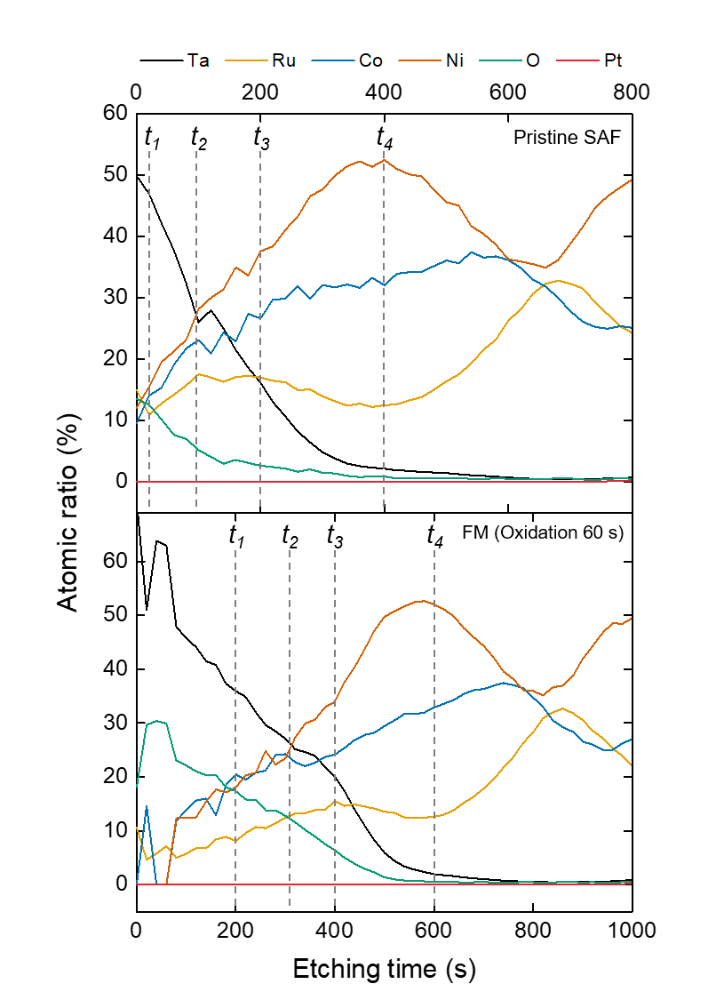 Ta Ru Co Ni O Pt
0 200 400 600 800
60
t1 t2 t3 t4 Pristine SAF
50
40
30
20
10
0
Atomic ratio (%)
t1 t2 t3 t4 FM (Oxidation 60 s)
60
50
40
30
20
10
0
0 200 400 600 800 1000
Etching time (s)